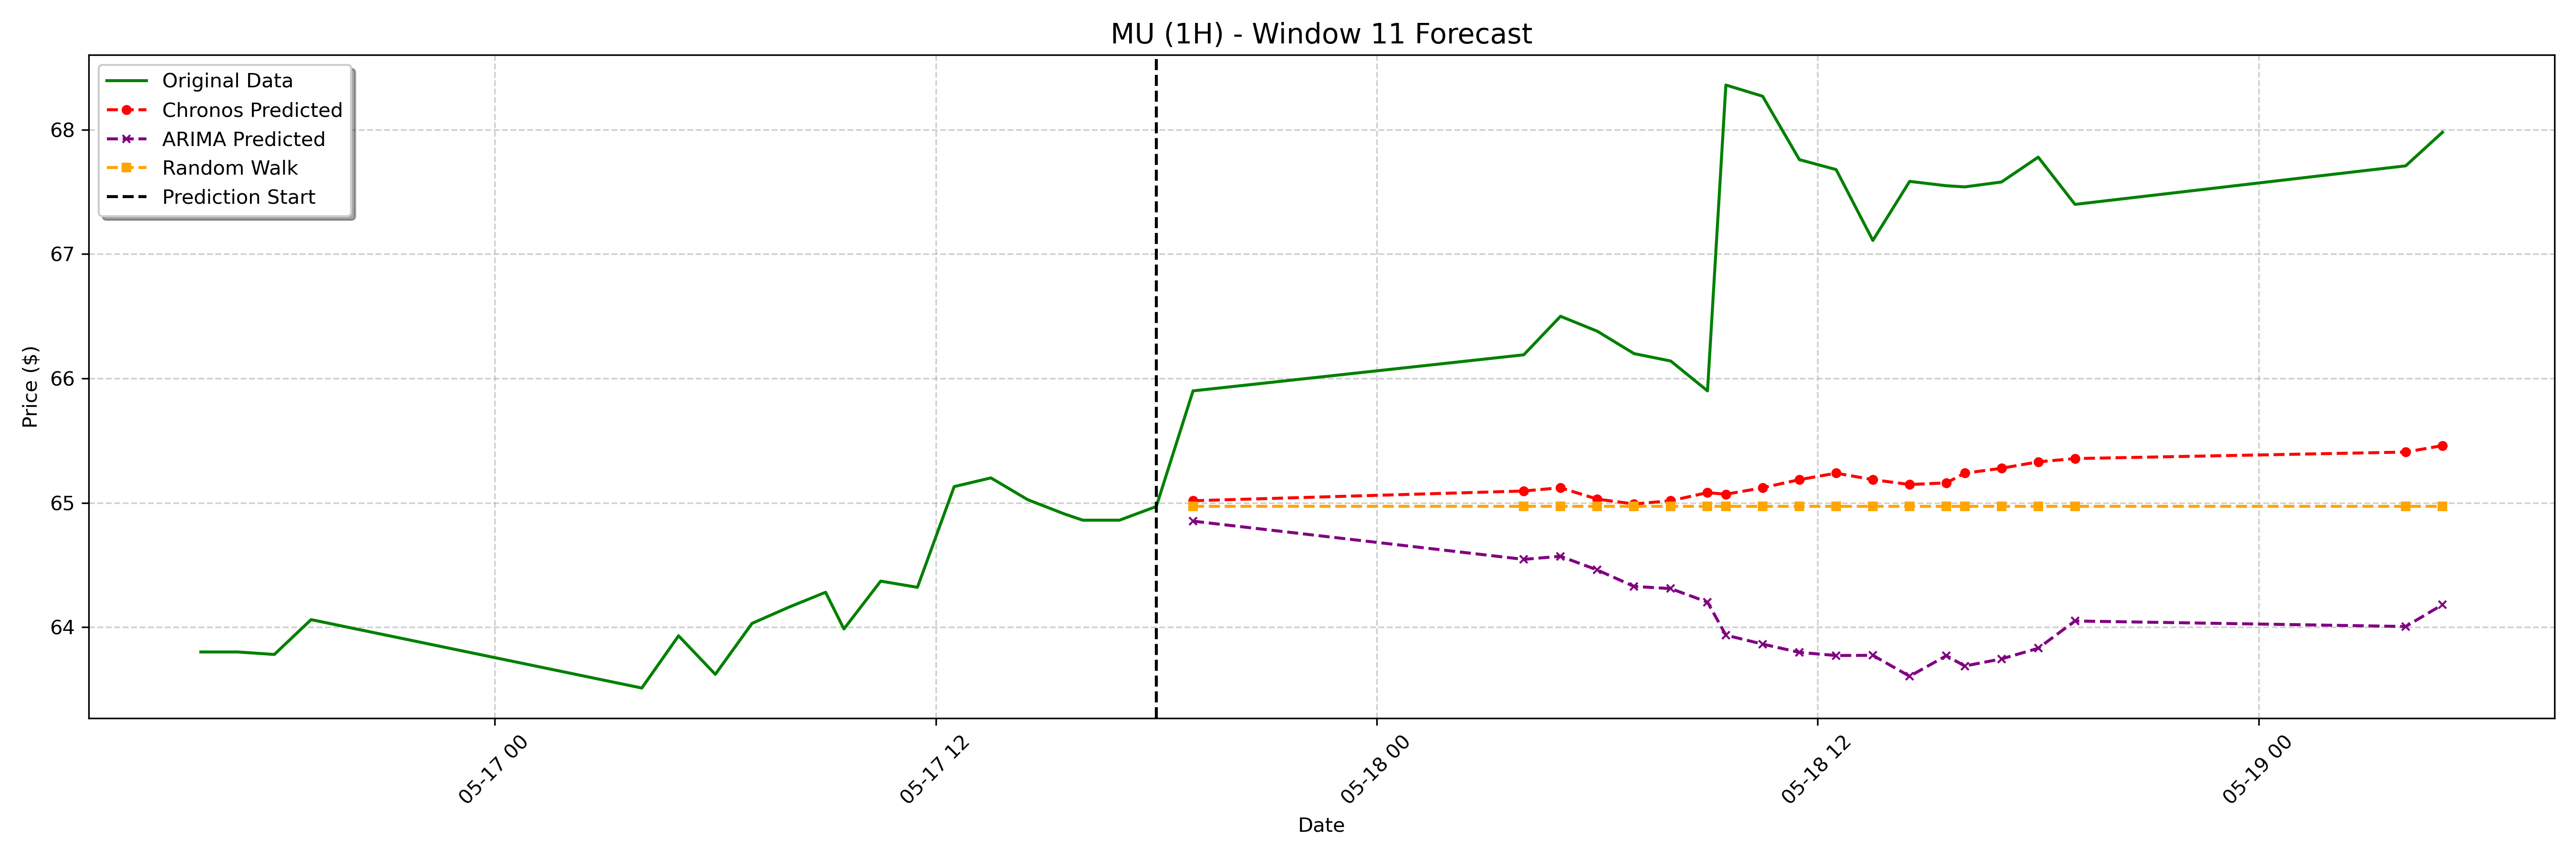 MU (1H) - Window 11 Forecast
Original Data
Chronos Predicted
ARIMA Predicted
Random Walk
Prediction Start
Price ($)
68
67
66
65
64
05-17 00
05-17 12
05-18 00
05-18 12
05-19 00
Date